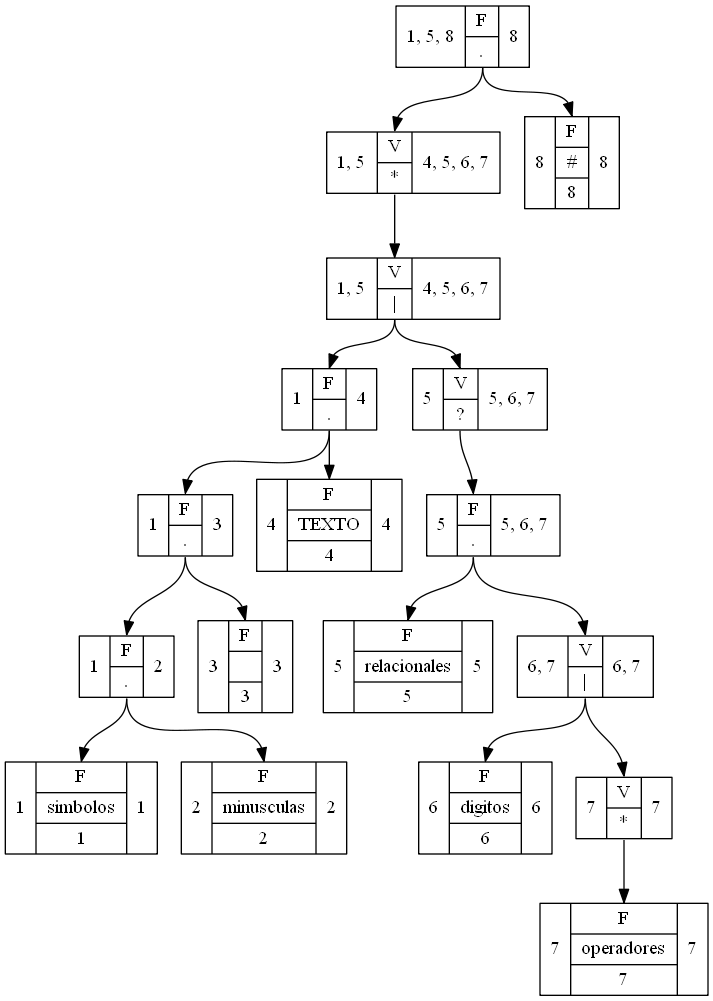 1, 5, 8 F . 8
1, 5 V * 4, 5, 6, 7
8 F # 8 8
1, 5 V | 4, 5, 6, 7
1 F . 4
5 V ? 5, 6, 7
1 F . 3
4 F TEXTO 4 4
5 F . 5, 6, 7
1 F . 2
3 F 3 3
5 F relacionales 5 5
6, 7 V | 6, 7
1 F simbolos 1 1
2 F minusculas 2 2
6 F digitos 6 6
7 V * 7
7 F operadores 7 7